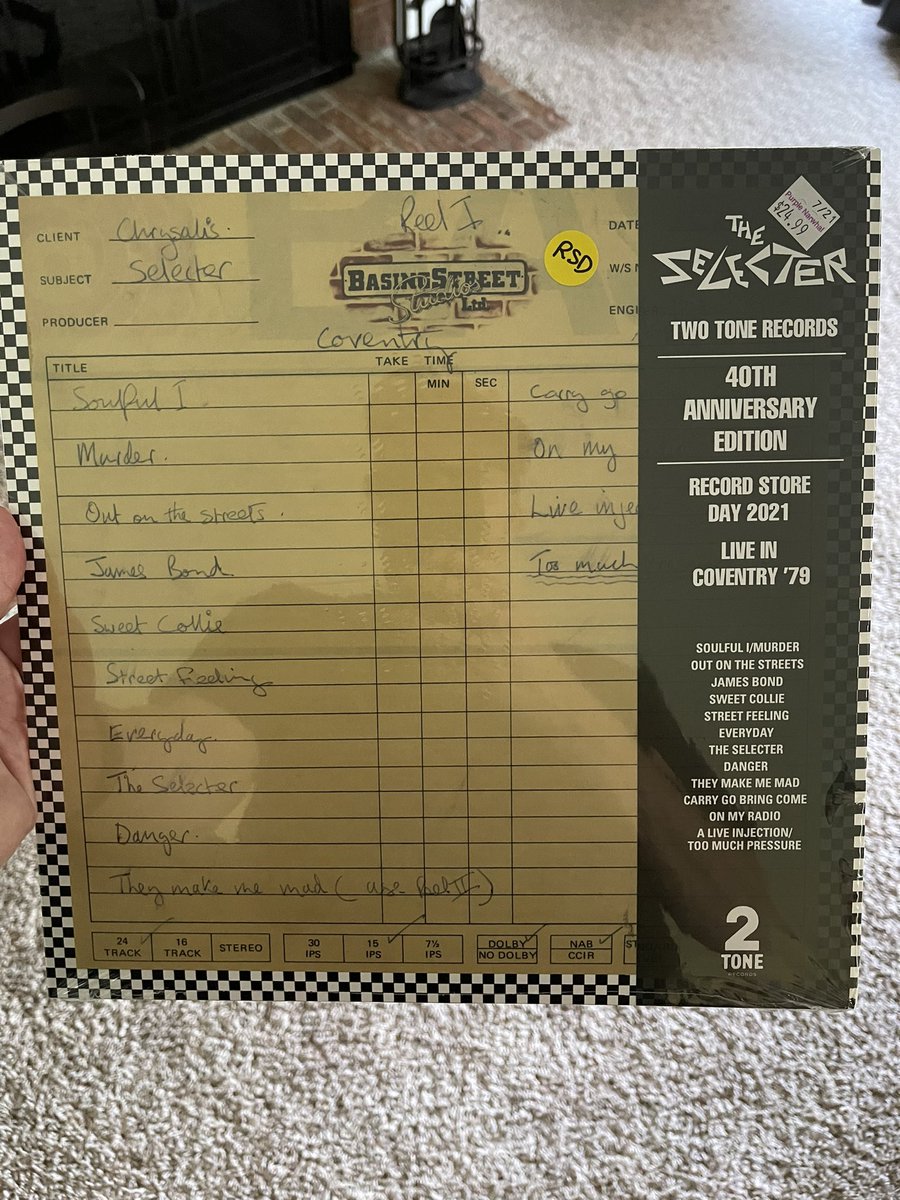 Reel I
CLIENT Chrysalis.
DATE
SUBJECT Selecter
BASING STREET
Studios
Ltd.
W/S N
PRODUCER
ENGI
Coventry
RSD
TITLE TAKE TIME
MIN SEC
Soulful I Carry go
Murder. On my
Out on the streets. Live inje
James Bond Too much
Sweet Collie
Street Feeling
Everyday.
The Selecter
Danger.
They make me mad (use Reel II)
24 TRACK 16 TRACK STEREO 30 IPS 15 IPS 7½ IPS DOLBY NO DOLBY NAB CCIR
Purple Narwhal
7/21
$24.99
THE
SELECTER
TWO TONE RECORDS
40TH
ANNIVERSARY
EDITION
RECORD STORE
DAY 2021
LIVE IN
COVENTRY '79
SOULFUL I/MURDER
OUT ON THE STREETS
JAMES BOND
SWEET COLLIE
STREET FEELING
EVERYDAY
THE SELECTER
DANGER
THEY MAKE ME MAD
CARRY GO BRING COME
ON MY RADIO
A LIVE INJECTION/
TOO MUCH PRESSURE
2
TONE
RECORDS